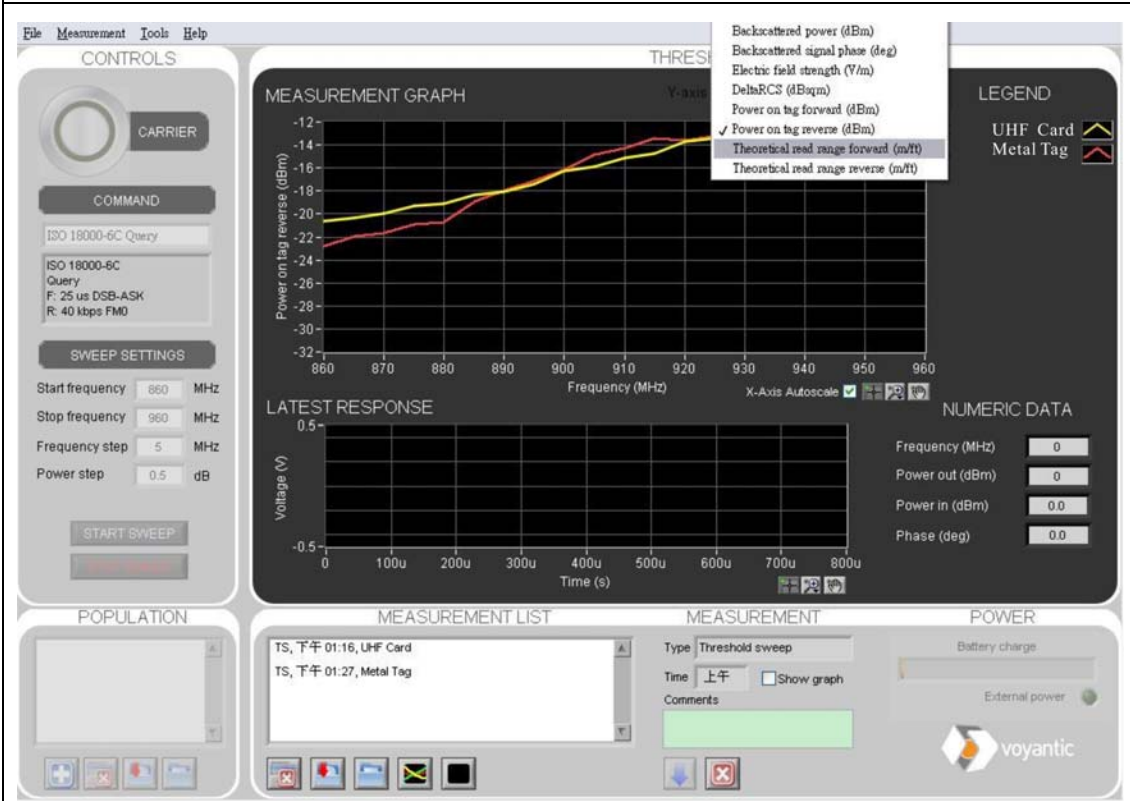 File Measurement Tools Help
CONTROLS
CARRIER
COMMAND
ISO 18000-6C Query
ISO 18000-6C
Query
F: 25 us DSB-ASK
R: 40 kbps FM0
SWEEP SETTINGS
Start frequency 860 MHz
Stop frequency 960 MHz
Frequency step 5 MHz
Power step 0.5 dB
START SWEEP
MEASUREMENT GRAPH
Y-axis
Backscattered power (dBm)
Backscattered signal phase (deg)
Electric field strength (V/m)
DeltaRCS (dBsqm)
Power on tag forward (dBm)
✓ Power on tag reverse (dBm)
Theoretical read range forward (m/ft)
Theoretical read range reverse (m/ft)
LEGEND
UHF Card
Metal Tag
Power on tag reverse (dBm)
-12
-14
-16
-18
-20
-22
-24
-26
-28
-30
-32
860 870 880 890 900 910 920 930 940 950 960
Frequency (MHz)
X-Axis Autoscale
LATEST RESPONSE
Voltage (V)
0.5
-0.5
0 100u 200u 300u 400u 500u 600u 700u 800u
Time (s)
NUMERIC DATA
Frequency (MHz) 0
Power out (dBm) 0
Power in (dBm) 0.0
Phase (deg) 0.0
POPULATION
MEASUREMENT LIST
TS, 下午 01:16, UHF Card
TS, 下午 01:27, Metal Tag
MEASUREMENT
Type Threshold sweep
Time 上午 Show graph
Comments
POWER
Battery charge
External power
voyantic